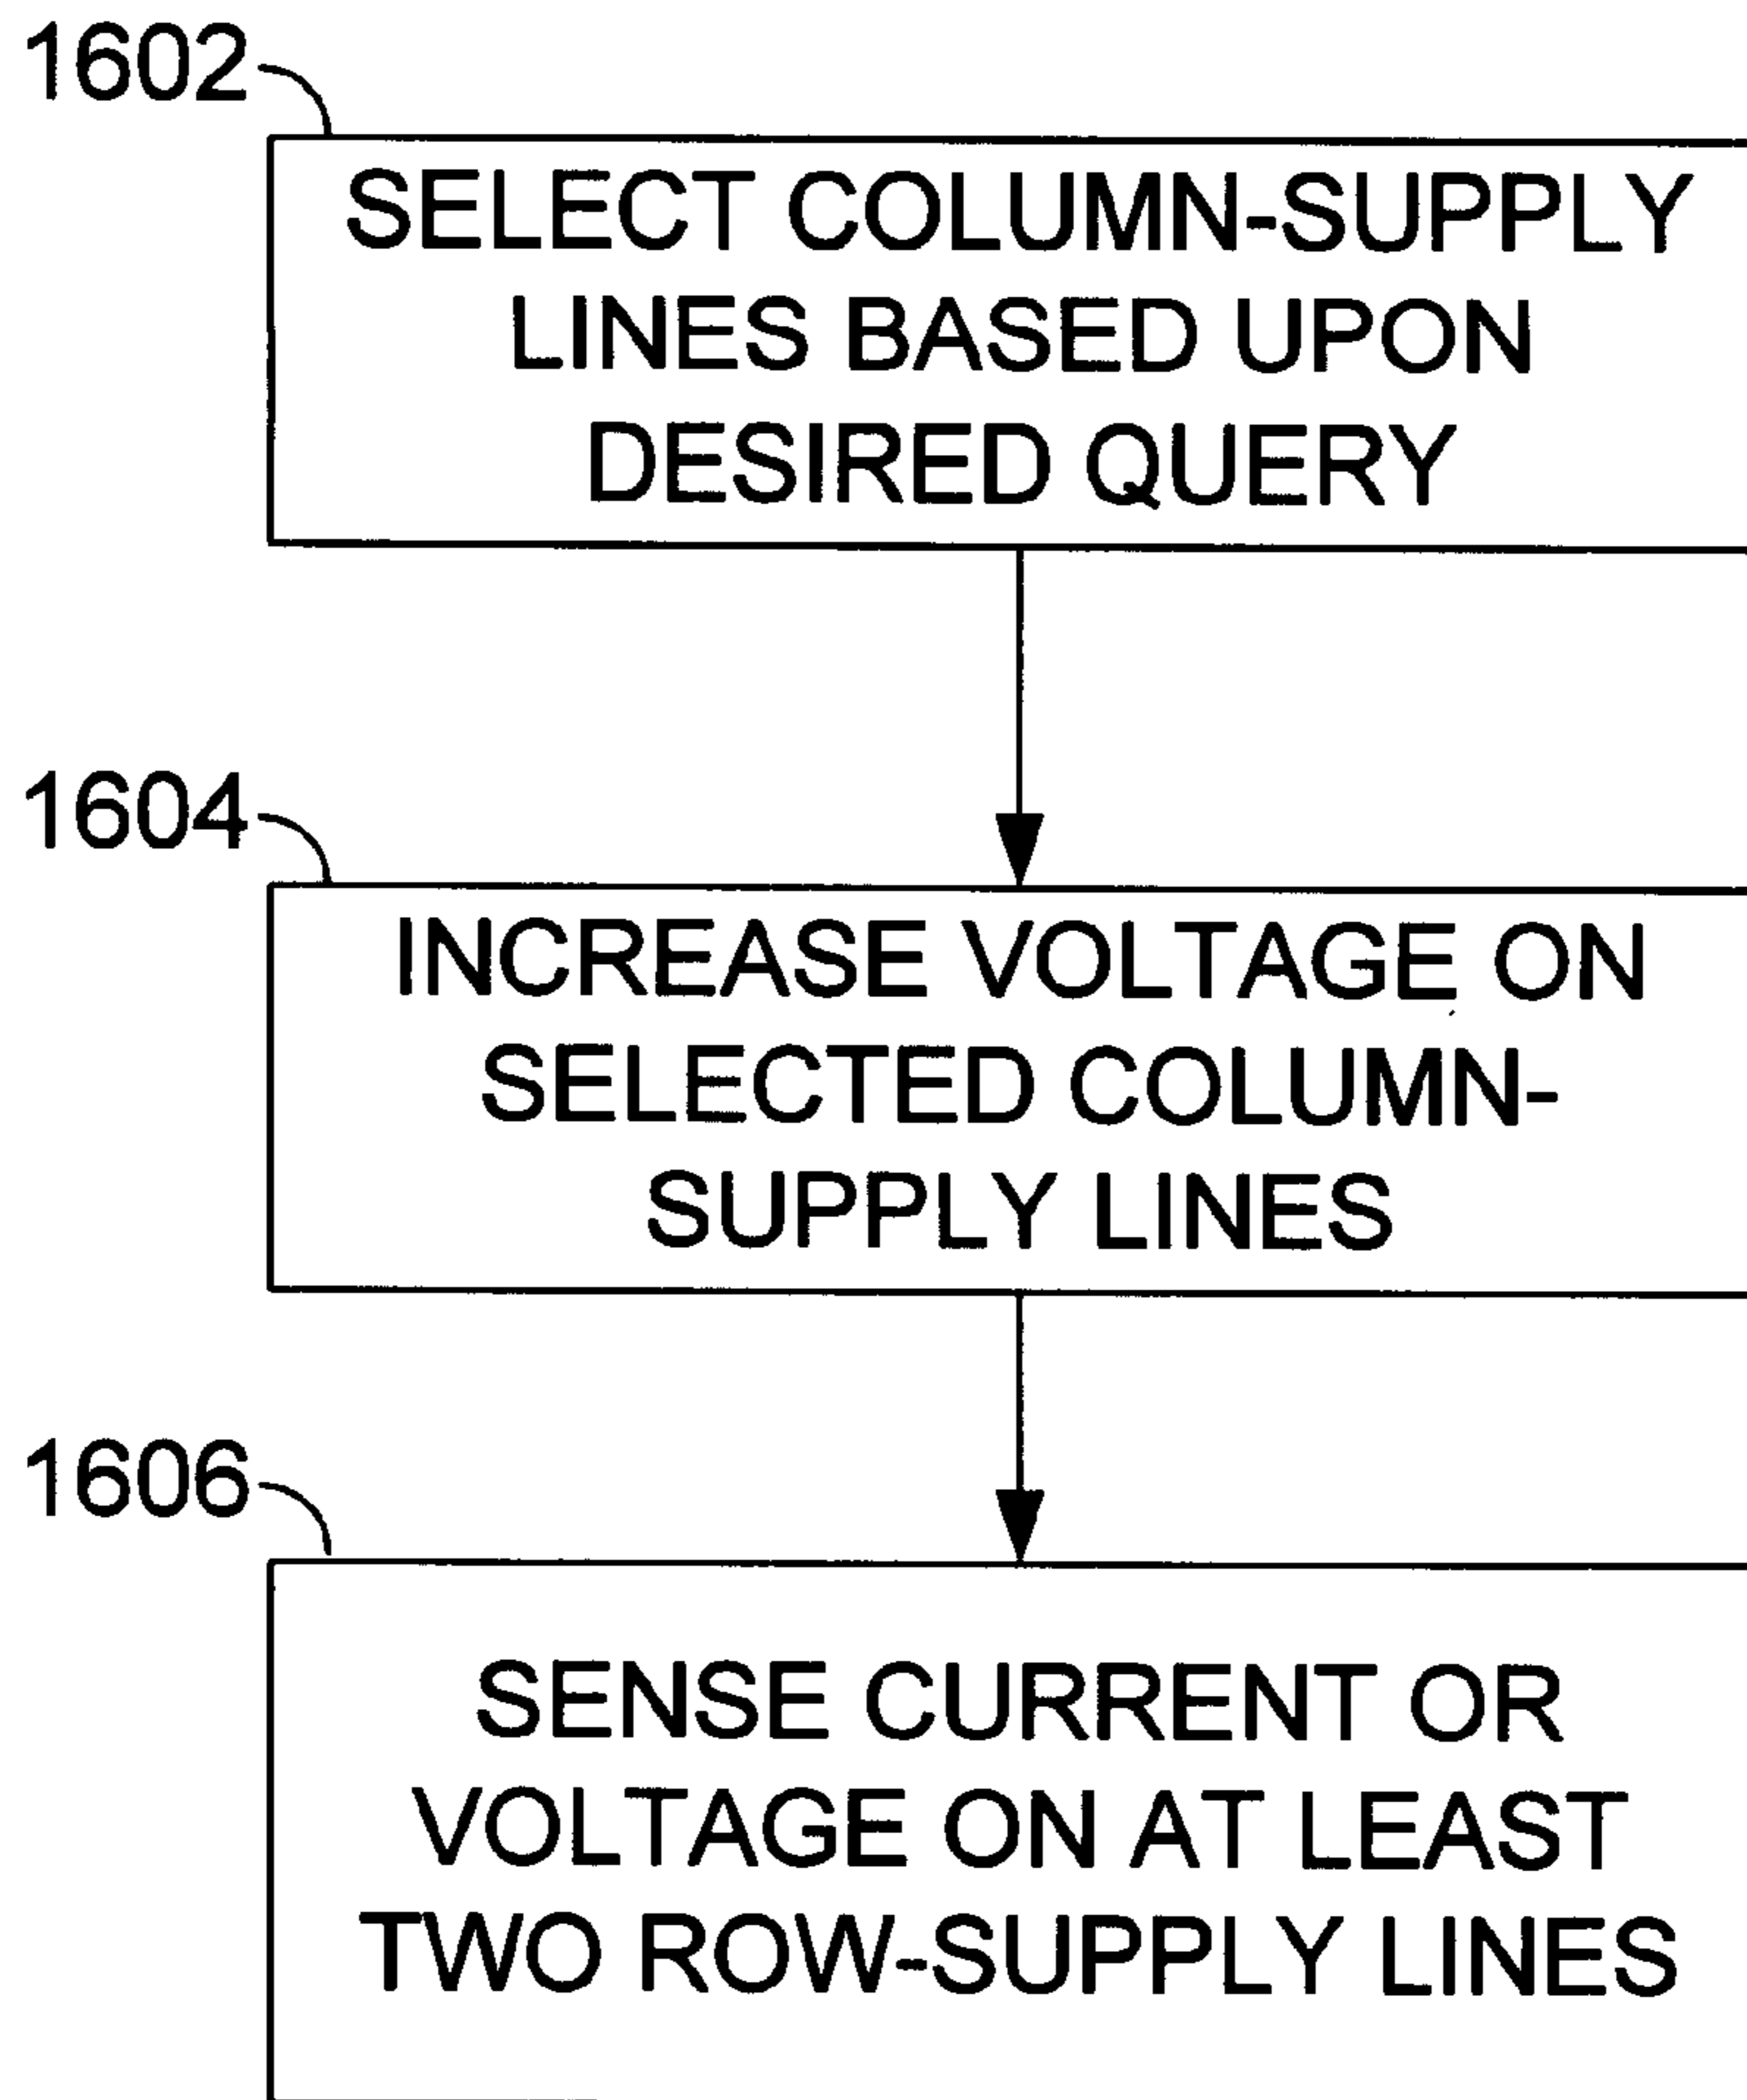 1602
SELECT COLUMN-SUPPLY
LINES BASED UPON
DESIRED QUERY
1604
INCREASE VOLTAGE ON
SELECTED COLUMN-
SUPPLY LINES
1606
SENSE CURRENT OR
VOLTAGE ON AT LEAST
TWO ROW-SUPPLY LINES